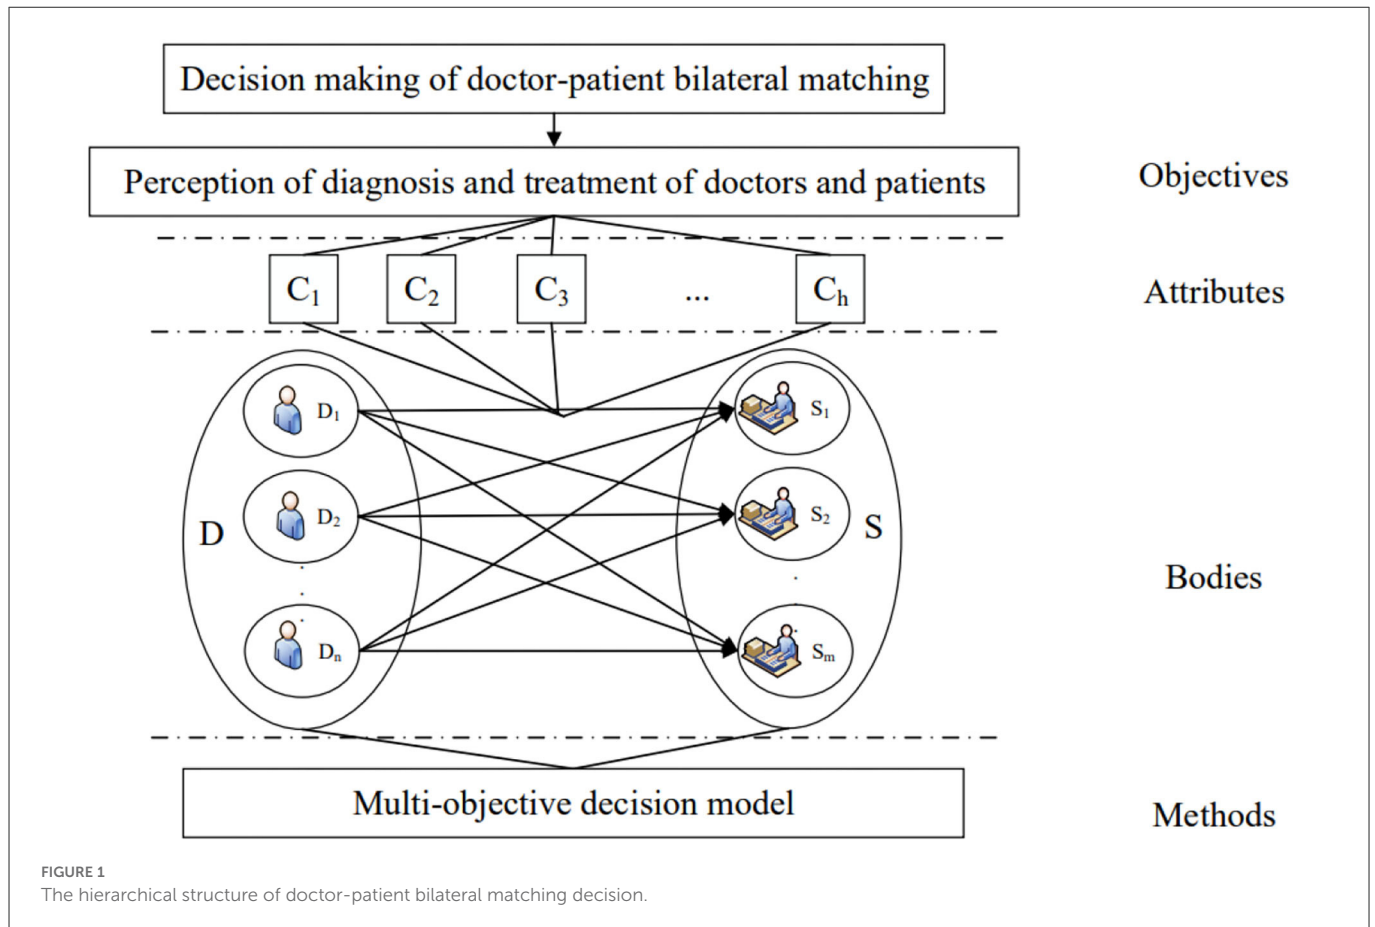 Decision making of doctor-patient bilateral matching
Perception of diagnosis and treatment of doctors and patients
Objectives
C1
C2
C3
...
Ch
Attributes
D1
S1
D
D2
S2
S
Bodies
Dn
Sm
Multi-objective decision model
Methods
FIGURE 1
The hierarchical structure of doctor-patient bilateral matching decision.